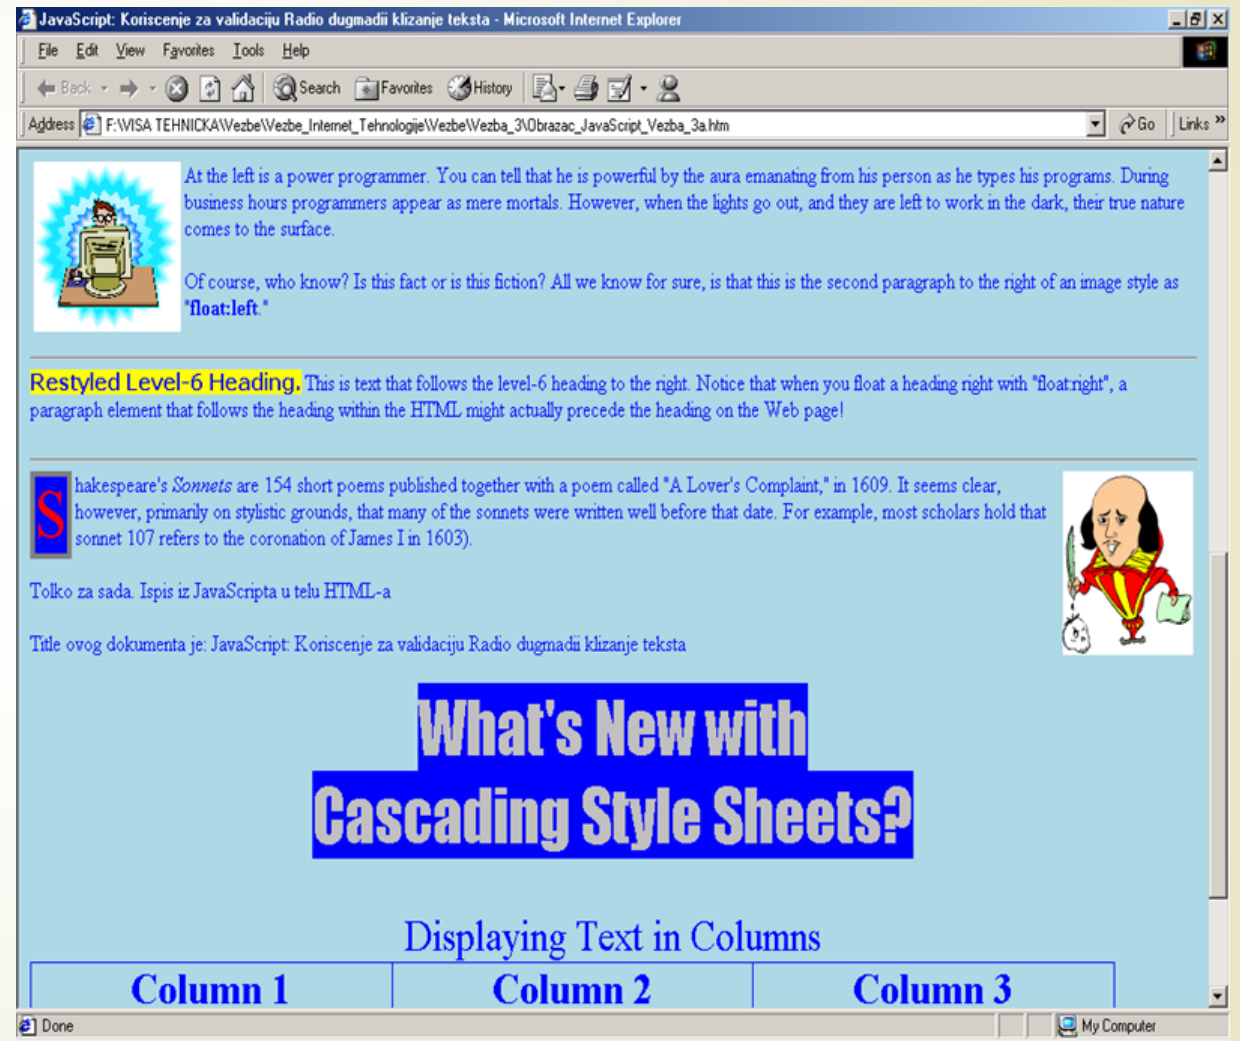 JavaScript: Koriscenje za validaciju Radio dugmadii klizanje teksta - Microsoft Internet Explorer
File Edit View Favorites Tools Help
Back Search Favorites History
Address F:\VISA TEHNICKA\Vezbe\Vezbe_Internet_Tehnologije\Vezbe\Vezba_3\Obrazac_JavaScript_Vezba_3a.htm Go Links »
At the left is a power programmer. You can tell that he is powerful by the aura emanating from his person as he types his programs. During
business hours programmers appear as mere mortals. However, when the lights go out, and they are left to work in the dark, their true nature
comes to the surface.
Of course, who know? Is this fact or is this fiction? All we know for sure, is that this is the second paragraph to the right of an image style as
"float:left."
Restyled Level-6 Heading. This is text that follows the level-6 heading to the right. Notice that when you float a heading right with "float:right", a
paragraph element that follows the heading within the HTML might actually precede the heading on the Web page!
Shakespeare's Sonnets are 154 short poems published together with a poem called "A Lover's Complaint," in 1609. It seems clear,
however, primarily on stylistic grounds, that many of the sonnets were written well before that date. For example, most scholars hold that
sonnet 107 refers to the coronation of James I in 1603).
Tolko za sada. Ispis iz JavaScripta u telu HTML-a
Title ovog dokumenta je: JavaScript: Koriscenje za validaciju Radio dugmadii klizanje teksta
What's New with
Cascading Style Sheets?
Displaying Text in Columns
Column 1 Column 2 Column 3
Done My Computer